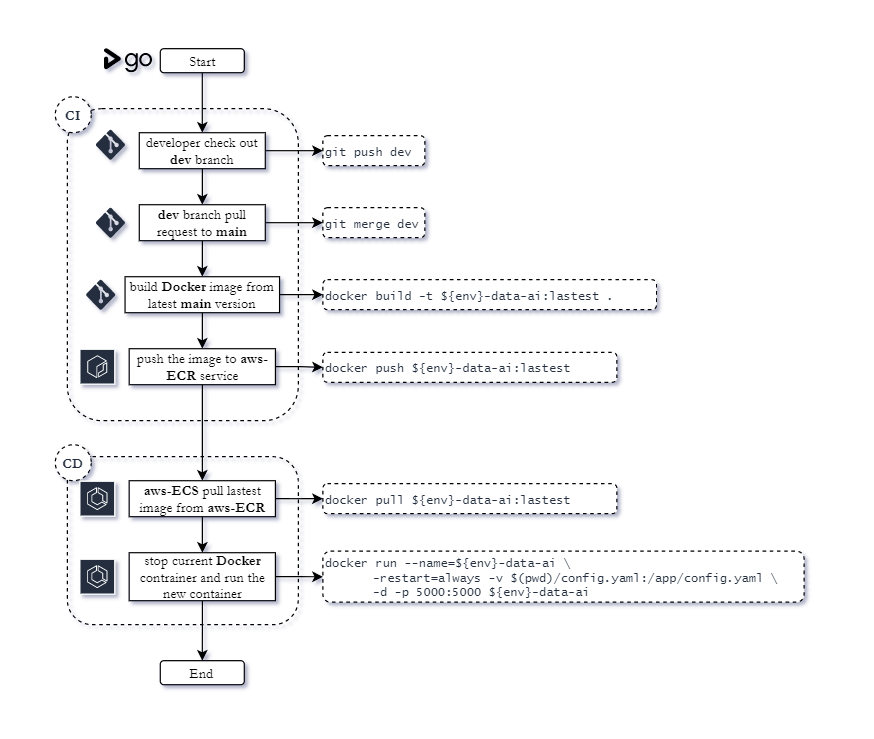 go
Start
CI
developer check out
dev branch
git push dev
dev branch pull
request to main
git merge dev
build Docker image from
latest main version
docker build -t ${env}-data-ai:lastest .
push the image to aws-
ECR service
docker push ${env}-data-ai:lastest
CD
aws-ECS pull lastest
image from aws-ECR
docker pull ${env}-data-ai:lastest
stop current Docker
contrainer and run the
new container
docker run --name=${env}-data-ai \
-restart=always -v $(pwd)/config.yaml:/app/config.yaml \
-d -p 5000:5000 ${env}-data-ai
End